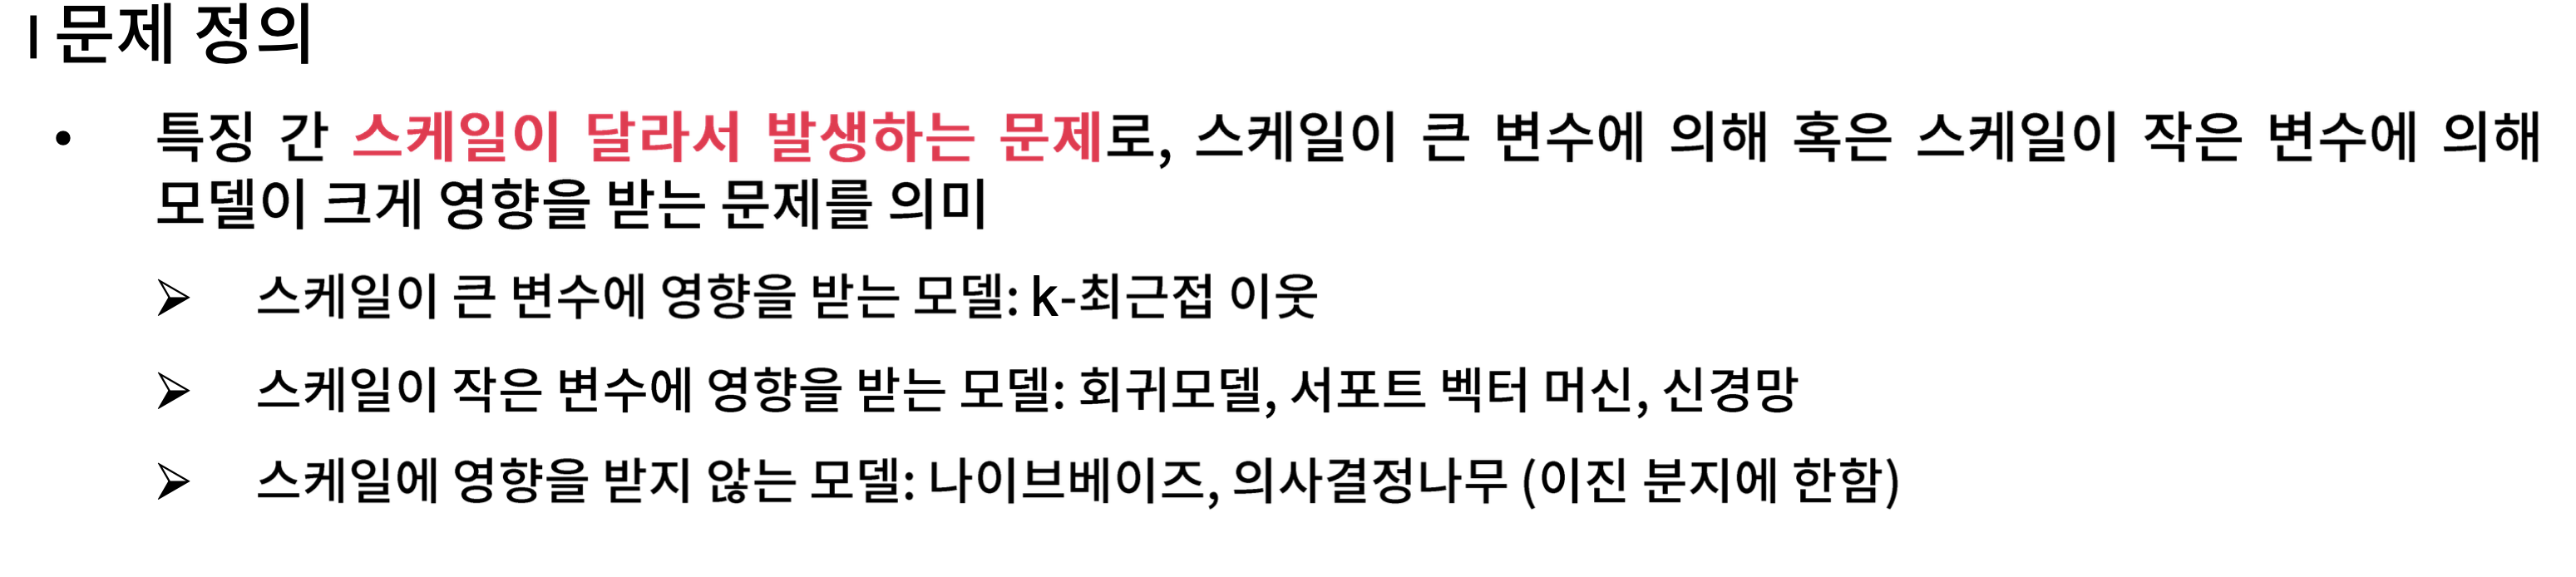 | 문제 정의
• 특징 간 스케일이 달라서 발생하는 문제로, 스케일이 큰 변수에 의해 혹은 스케일이 작은 변수에 의해
모델이 크게 영향을 받는 문제를 의미
➢ 스케일이 큰 변수에 영향을 받는 모델: k-최근접 이웃
➢ 스케일이 작은 변수에 영향을 받는 모델: 회귀모델, 서포트 벡터 머신, 신경망
➢ 스케일에 영향을 받지 않는 모델: 나이브베이즈, 의사결정나무 (이진 분지에 한함)